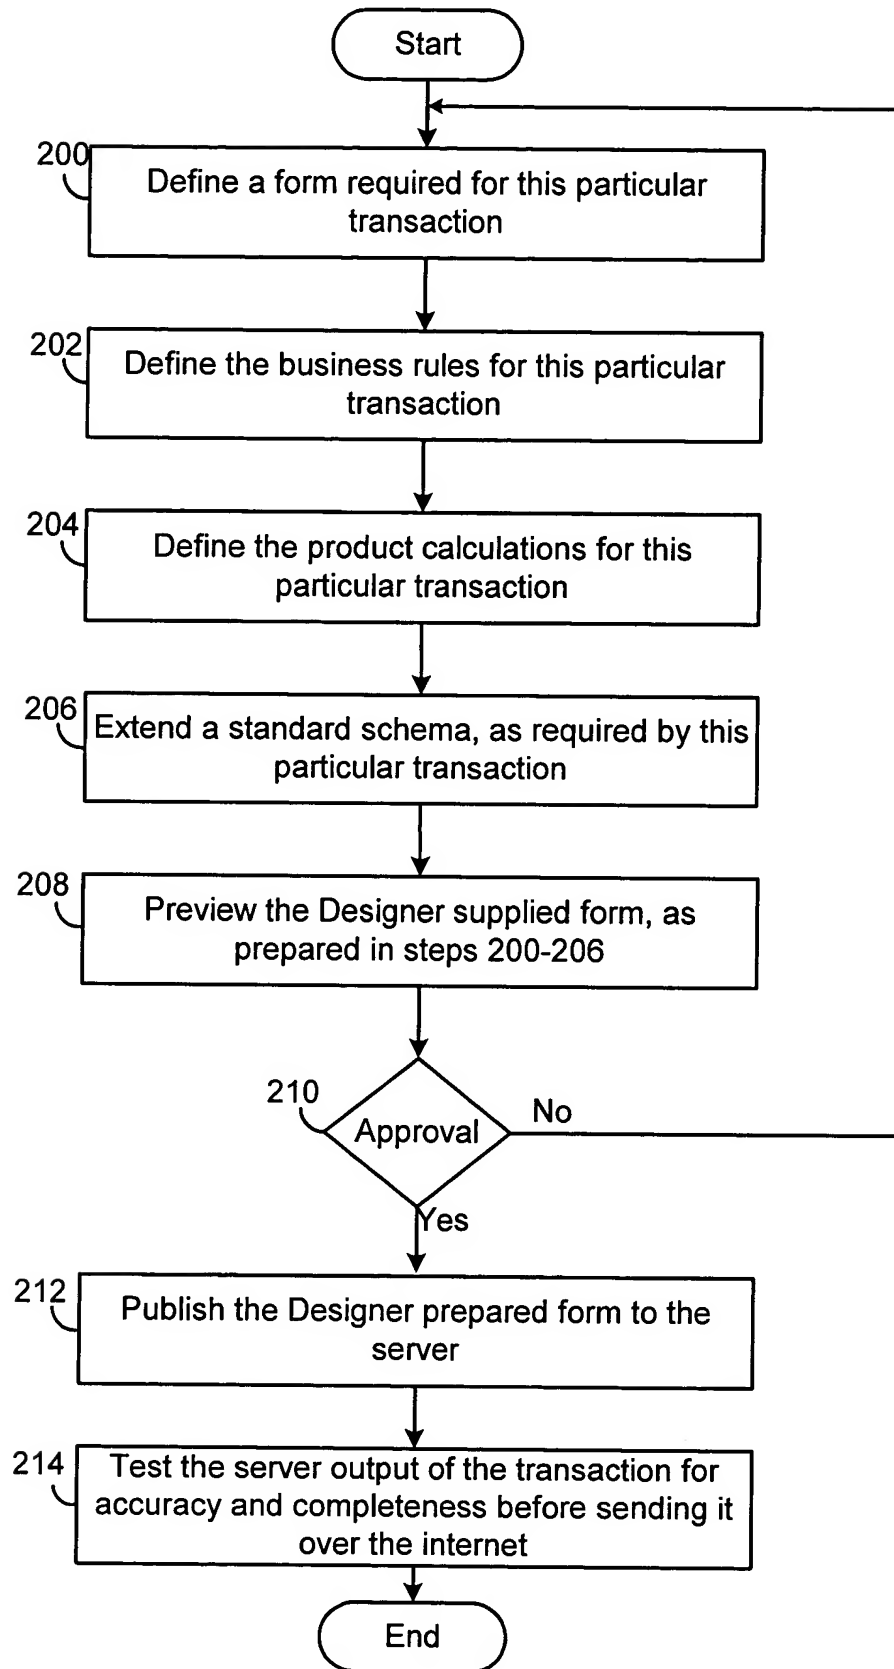 Start
200
Define a form required for this particular
transaction
202
Define the business rules for this particular
transaction
204
Define the product calculations for this
particular transaction
206
Extend a standard schema, as required by this
particular transaction
208
Preview the Designer supplied form, as
prepared in steps 200-206
210
Approval
No
Yes
212
Publish the Designer prepared form to the
server
214
Test the server output of the transaction for
accuracy and completeness before sending it
over the internet
End